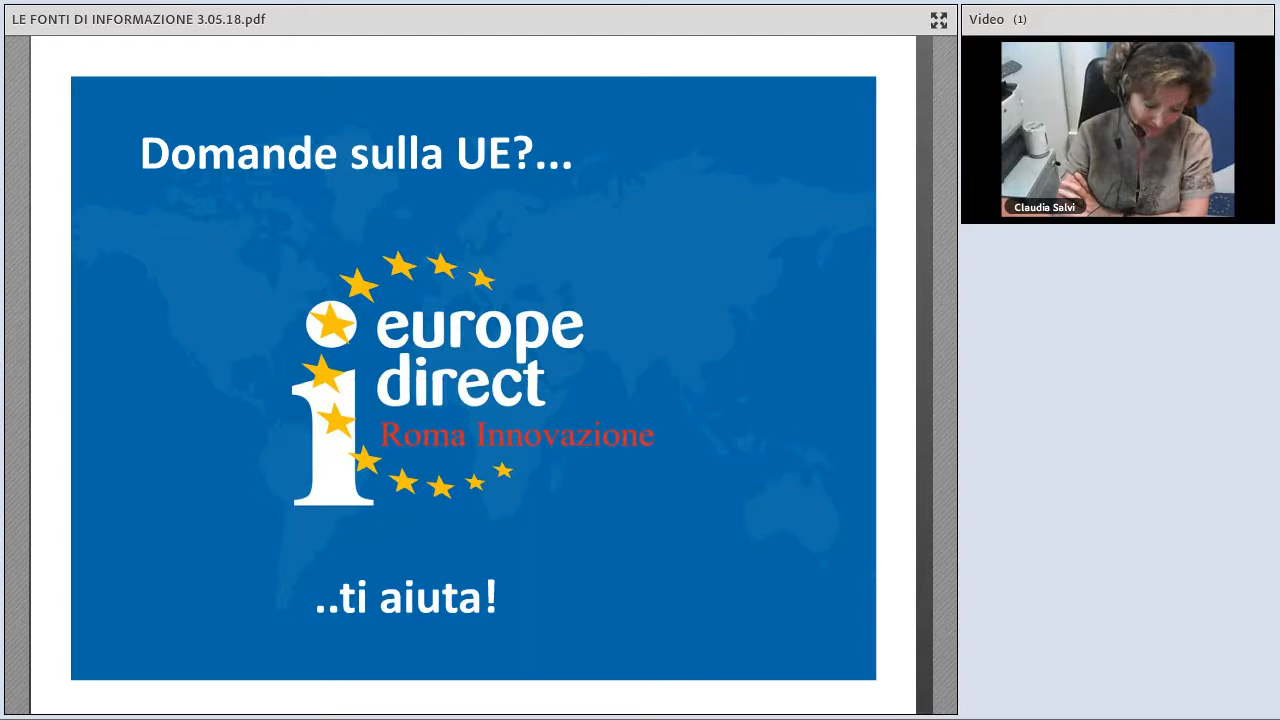 LE FONTI DI INFORMAZIONE 3.05.18.pdf
Video (1)
Claudia Salvi
Domande sulla UE?...
europe
direct
Roma Innovazione
..ti aiuta!